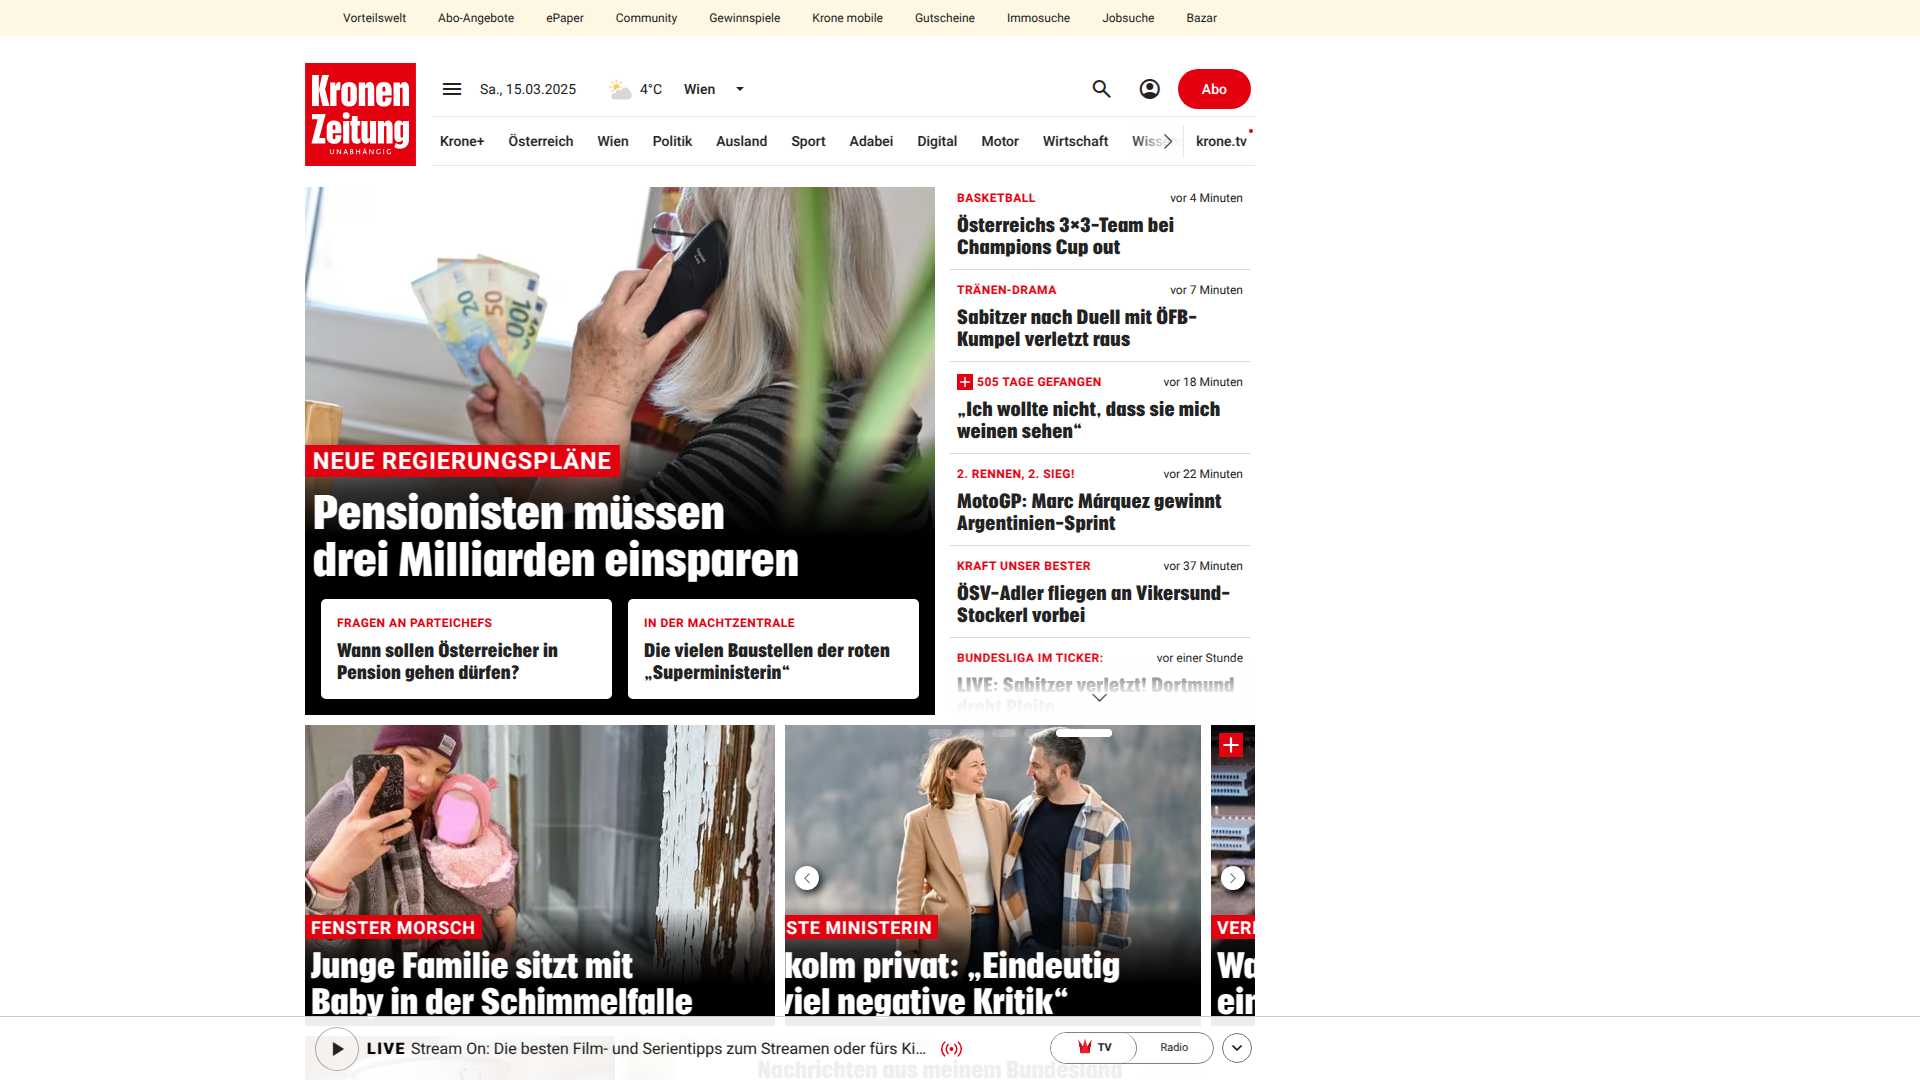 Vorteilswelt Abo-Angebote ePaper Community Gewinnspiele Krone mobile Gutscheine Immosuche Jobsuche Bazar
Kronen
Zeitung
UNABHÄNGIG
Sa., 15.03.2025 4°C Wien
Abo
Krone+ Österreich Wien Politik Ausland Sport Adabei Digital Motor Wirtschaft krone.tv
20 50 100
NEUE REGIERUNGSPLÄNE
Pensionisten müssen
drei Milliarden einsparen
FRAGEN AN PARTEICHEFS
Wann sollen Österreicher in
Pension gehen dürfen?
IN DER MACHTZENTRALE
Die vielen Baustellen der roten
„Superministerin“
BASKETBALL vor 4 Minuten
Österreichs 3×3-Team bei
Champions Cup out
TRÄNEN-DRAMA vor 7 Minuten
Sabitzer nach Duell mit ÖFB-
Kumpel verletzt raus
505 TAGE GEFANGEN vor 18 Minuten
„Ich wollte nicht, dass sie mich
weinen sehen“
2. RENNEN, 2. SIEG! vor 22 Minuten
MotoGP: Marc Márquez gewinnt
Argentinien-Sprint
KRAFT UNSER BESTER vor 37 Minuten
ÖSV-Adler fliegen an Vikersund-
Stockerl vorbei
BUNDESLIGA IM TICKER: vor einer Stunde
LIVE: Sabitzer verletzt! Dortmund
droht Pleite
FENSTER MORSCH
Junge Familie sitzt mit
Baby in der Schimmelfalle
STE MINISTERIN
kolm privat: „Eindeutig
viel negative Kritik“
VER
Wa
ein
LIVE Stream On: Die besten Film- und Serientipps zum Streamen oder fürs Ki...
TV Radio
Nachrichten aus meinem Bundesland